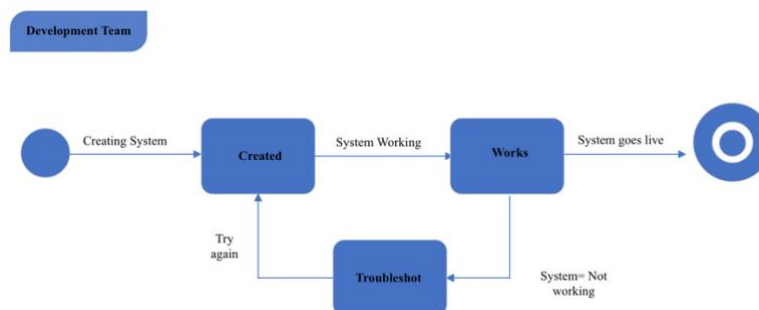 Development Team
Creating System
Created
System Working
Works
System goes live
Try
again
Troubleshot
System= Not
working